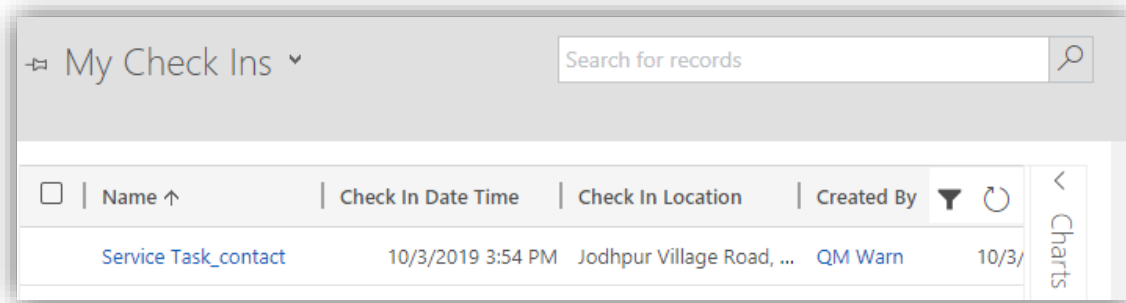 My Check Ins
Search for records
Name Check In Date Time Check In Location Created By
Service Task_contact 10/3/2019 3:54 PM Jodhpur Village Road, ... QM Warn 10/3/
Charts